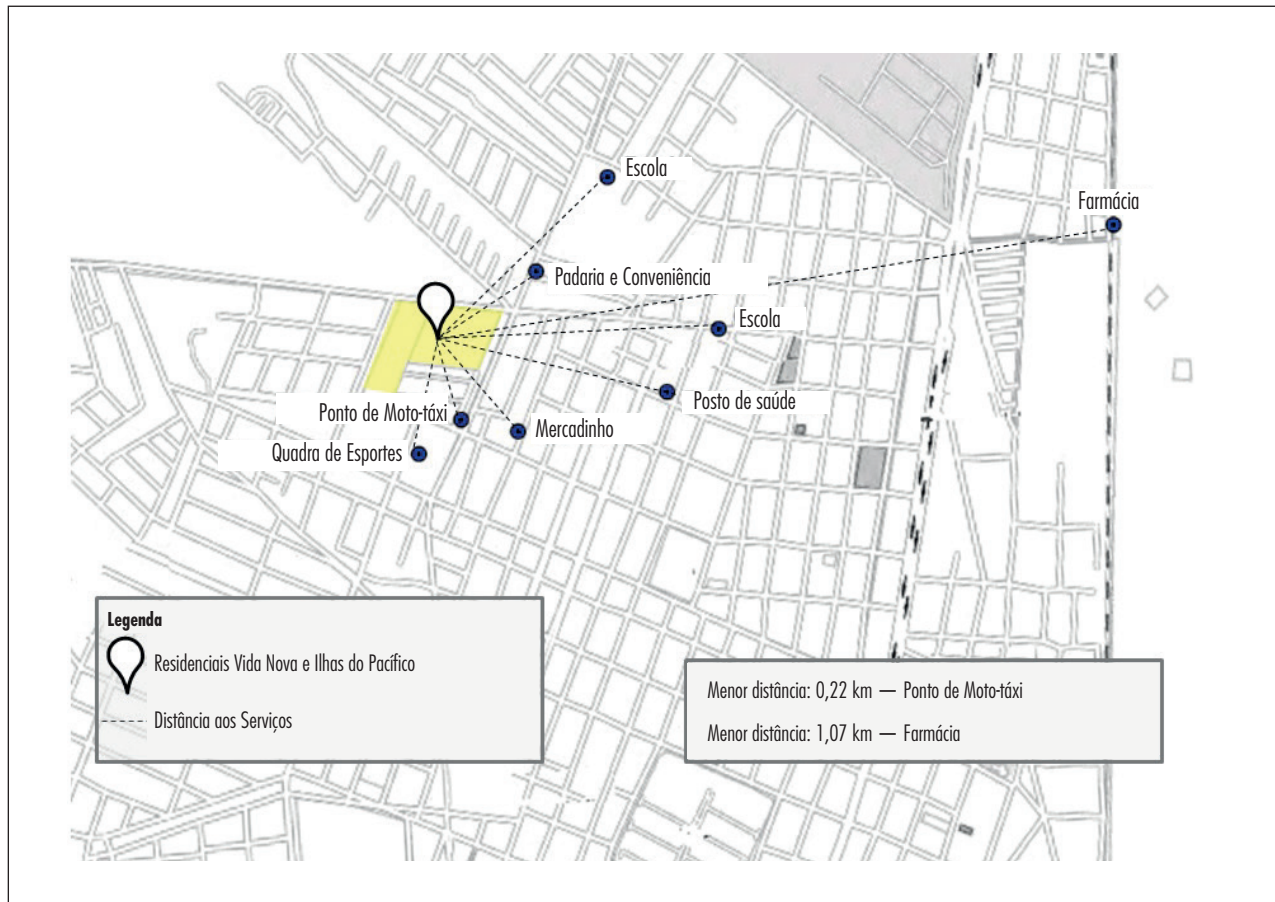 Escola
Farmácia
Padaria e Conveniência
Escola
Posto de saúde
Ponto de Moto-táxi
Mercadinho
Quadra de Esportes
Legenda
Residenciais Vida Nova e Ilhas do Pacífico
Distância aos Serviços
Menor distância: 0,22 km — Ponto de Moto-táxi
Menor distância: 1,07 km — Farmácia